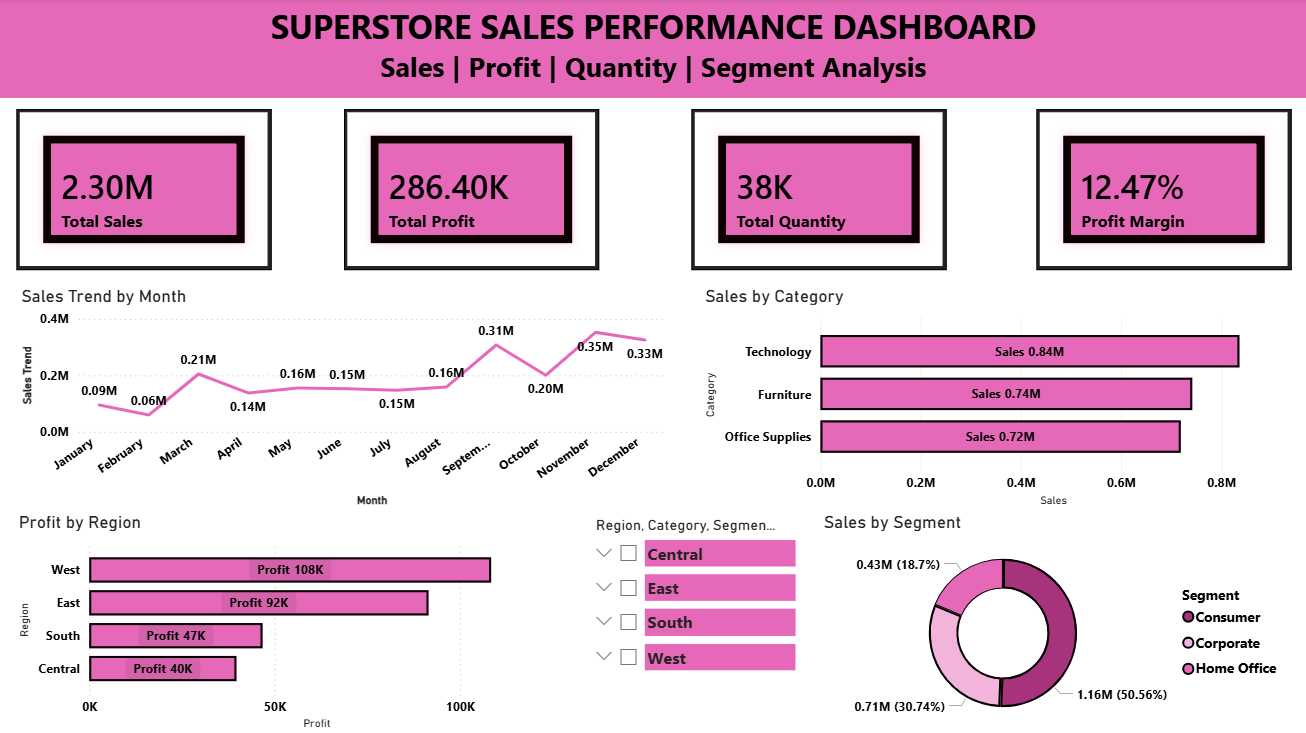 SUPERSTORE SALES PERFORMANCE DASHBOARD
Sales | Profit | Quantity | Segment Analysis
2.30M
Total Sales
286.40K
Total Profit
38K
Total Quantity
12.47%
Profit Margin
Sales Trend by Month
Sales Trend
0.4M
0.2M
0.0M
0.09M
0.06M
0.21M
0.14M
0.16M
0.15M
0.15M
0.16M
0.31M
0.20M
0.35M
0.33M
January
February
March
April
May
June
July
August
Septem...
October
November
December
Month
Sales by Category
Category
Technology
Sales 0.84M
Furniture
Sales 0.74M
Office Supplies
Sales 0.72M
0.0M
0.2M
0.4M
0.6M
0.8M
Sales
Profit by Region
Region
West
Profit 108K
East
Profit 92K
South
Profit 47K
Central
Profit 40K
0K
50K
100K
Profit
Region, Category, Segmen...
Central
East
South
West
Sales by Segment
0.43M (18.7%)
0.71M (30.74%)
1.16M (50.56%)
Segment
Consumer
Corporate
Home Office